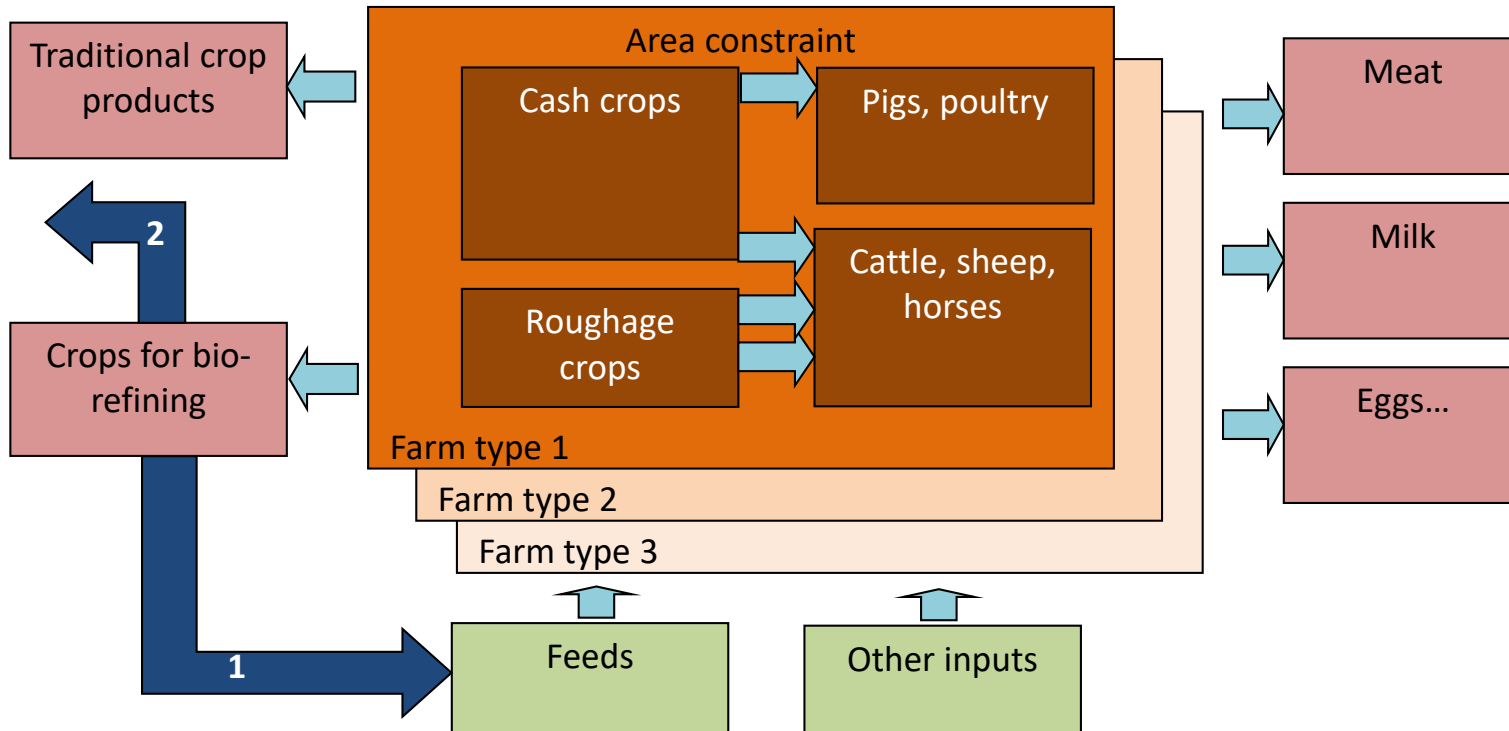 Traditional crop
products
2
Crops for bio-
refining
1
Area constraint
Cash crops
Pigs, poultry
Cattle, sheep,
horses
Roughage
crops
Farm type 1
Farm type 2
Farm type 3
Feeds
Other inputs
Meat
Milk
Eggs...